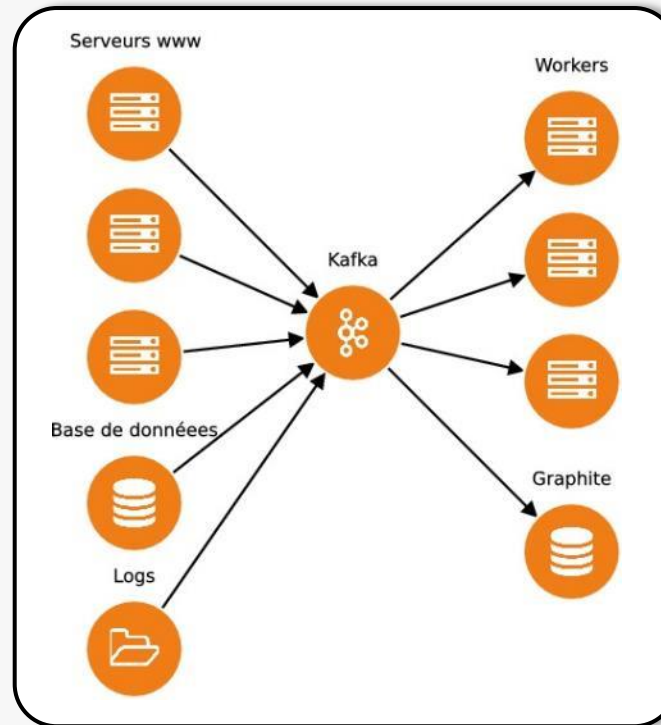 Serveurs www
Workers
Kafka
Base de donnéees
Graphite
Logs